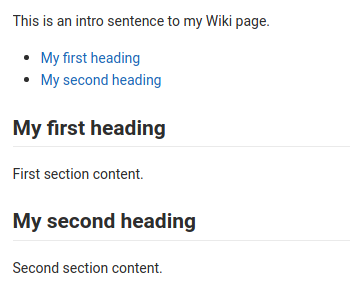 This is an intro sentence to my Wiki page.
My first heading
My second heading
My first heading
First section content.
My second heading
Second section content.